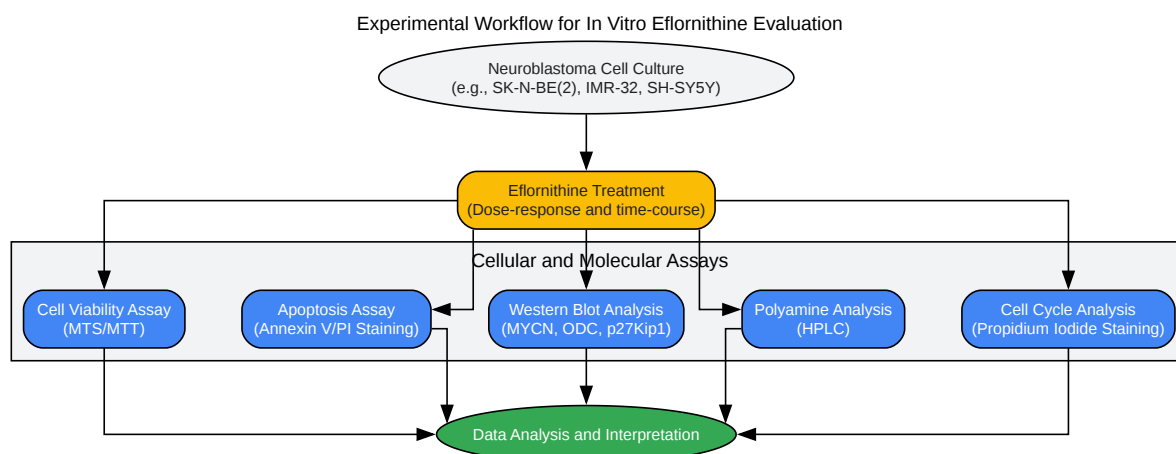 Experimental Workflow for In Vitro Eflornithine Evaluation
Neuroblastoma Cell Culture
(e.g., SK-N-BE(2), IMR-32, SH-SY5Y)
Eflornithine Treatment
(Dose-response and time-course)
Cellular and Molecular Assays
Cell Viability Assay
(MTS/MTT)
Apoptosis Assay
(Annexin V/PI Staining)
Western Blot Analysis
(MYCN, ODC, p27Kip1)
Polyamine Analysis
(HPLC)
Cell Cycle Analysis
(Propidium Iodide Staining)
Data Analysis and Interpretation